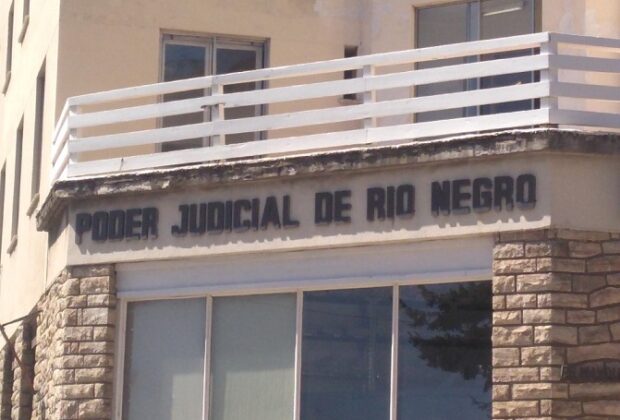 PODER JUDICIAL DE RIO NEGRO